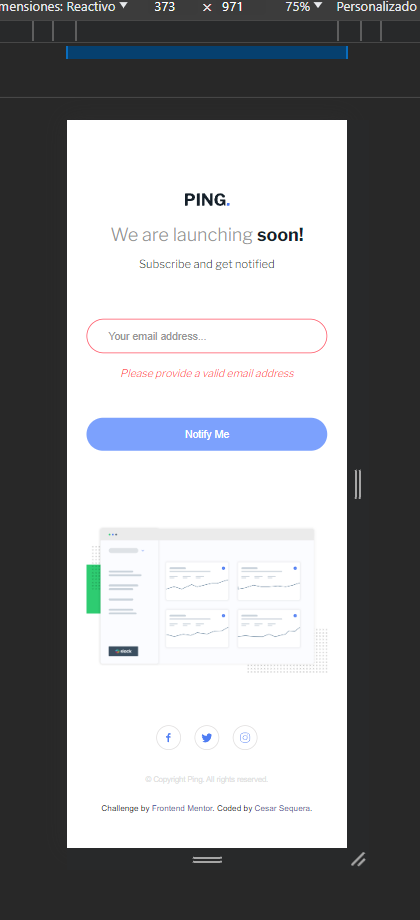 mensiones: Reactivo ▼ 373 × 971 75% ▼ Personalizado
PING.
We are launching soon!
Subscribe and get notified
Your email address...
Please provide a valid email address
Notify Me
© Copyright Ping. All rights reserved.
Challenge by Frontend Mentor. Coded by Cesar Sequera.